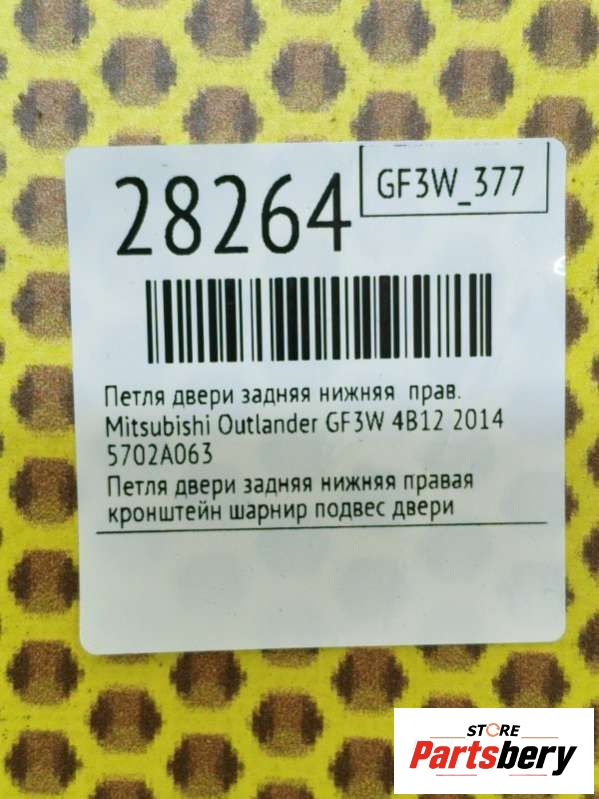 28264
GF3W_377
Петля двери задняя нижняя прав.
Mitsubishi Outlander GF3W 4B12 2014
5702A063
Петля двери задняя нижняя правая
кронштейн шарнир подвес двери
STORE
Partsbery